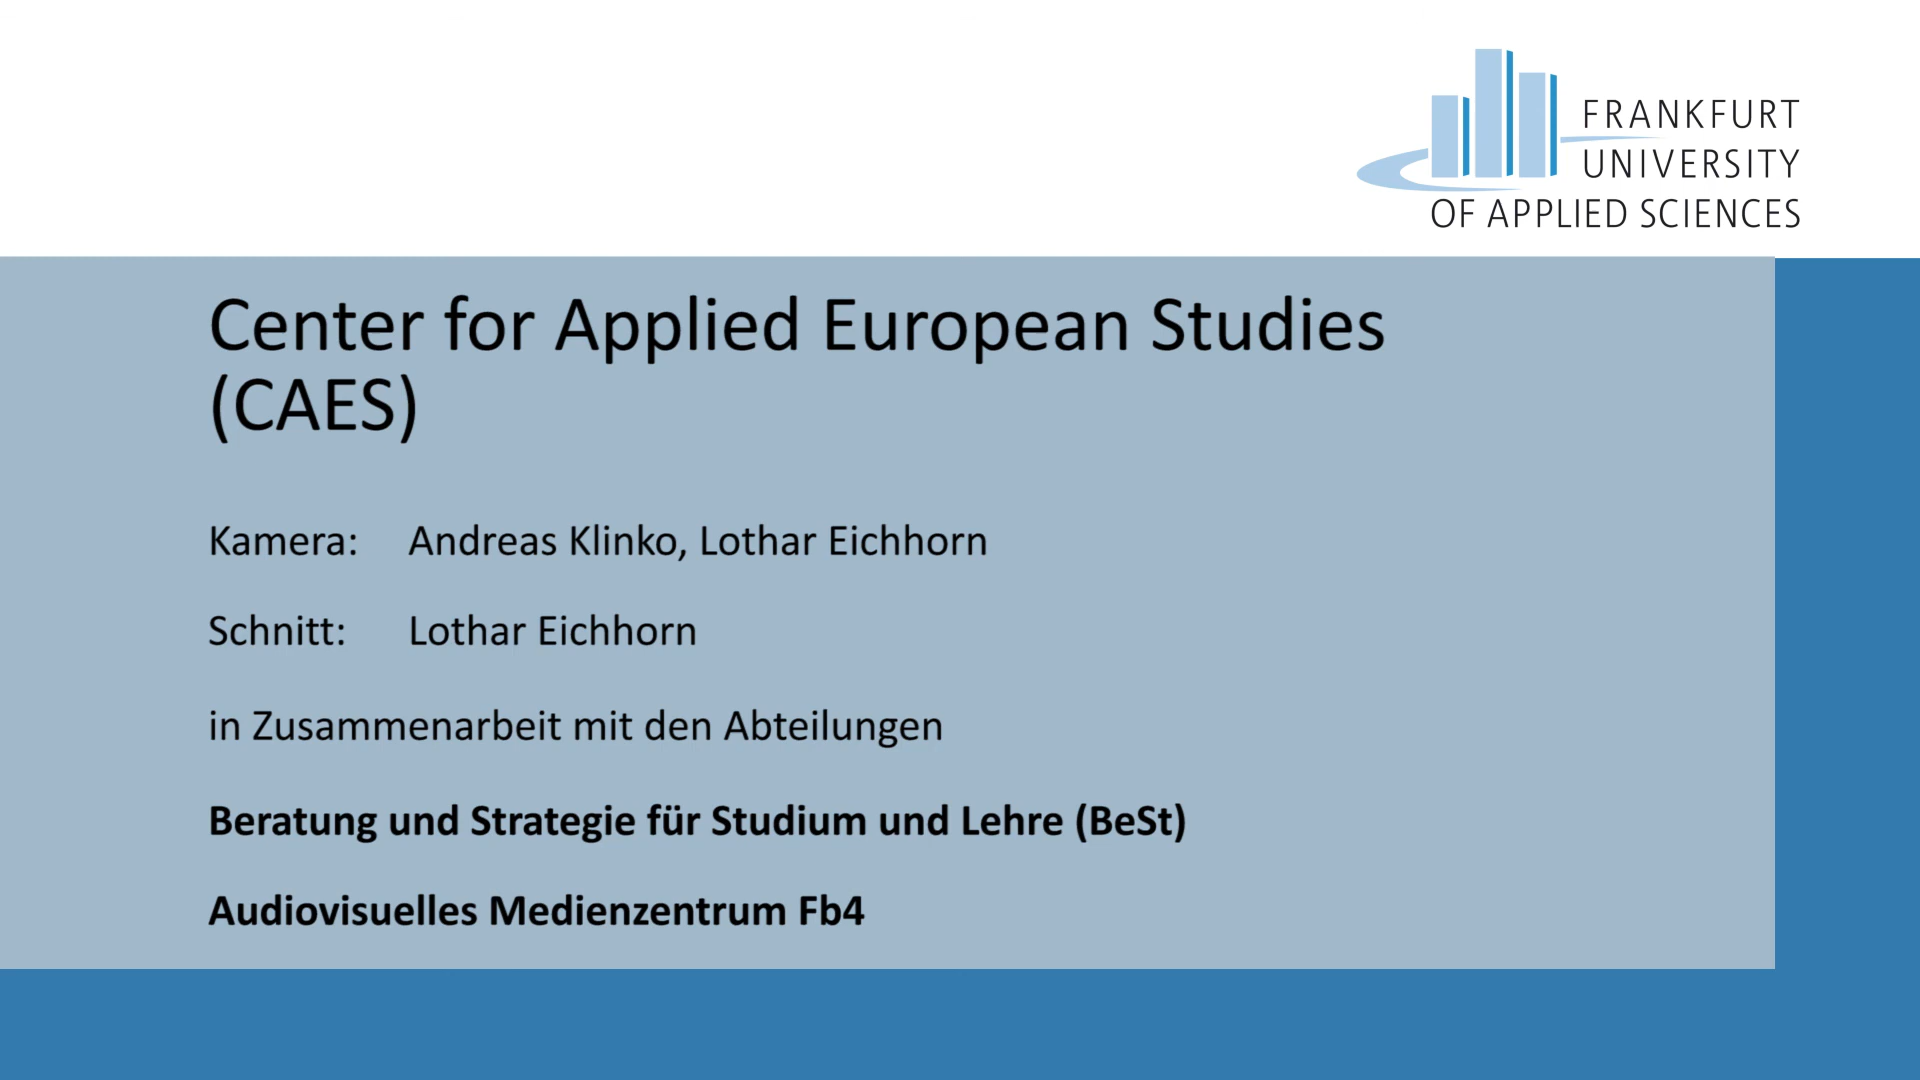 FRANKFURT
UNIVERSITY
OF APPLIED SCIENCES
Center for Applied European Studies
(CAES)
Kamera: Andreas Klinko, Lothar Eichhorn
Schnitt: Lothar Eichhorn
in Zusammenarbeit mit den Abteilungen
Beratung und Strategie für Studium und Lehre (BeSt)
Audiovisuelles Medienzentrum Fb4